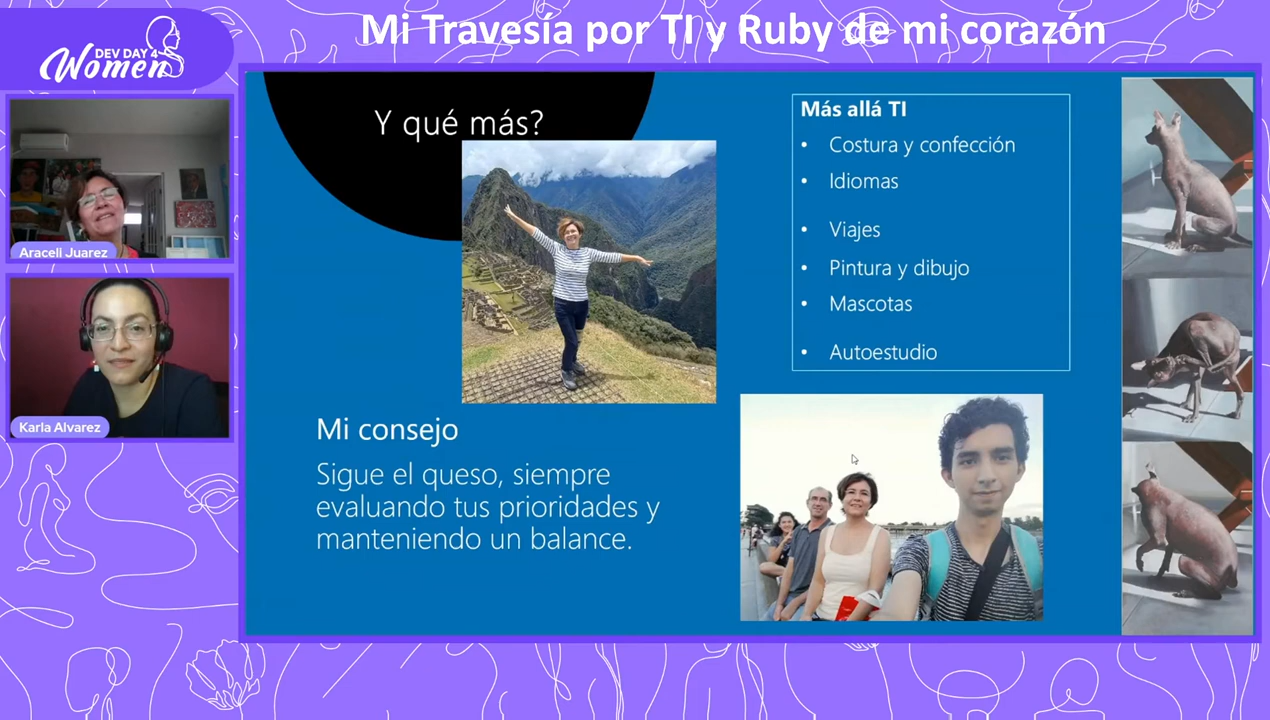 Mi Travesía por TI y Ruby de mi corazón
DEV DAY 4
Women
Araceli Juarez
Karla Alvarez
Y qué más?
Más allá TI
• Costura y confección
• Idiomas
• Viajes
• Pintura y dibujo
• Mascotas
• Autoestudio
Mi consejo
Sigue el queso, siempre
evaluando tus prioridades y
manteniendo un balance.